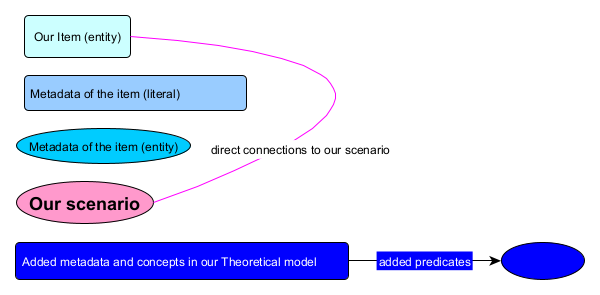 Our Item (entity)
Metadata of the item (literal)
Metadata of the item (entity)
direct connections to our scenario
Our scenario
Added metadata and concepts in our Theoretical model
added predicates